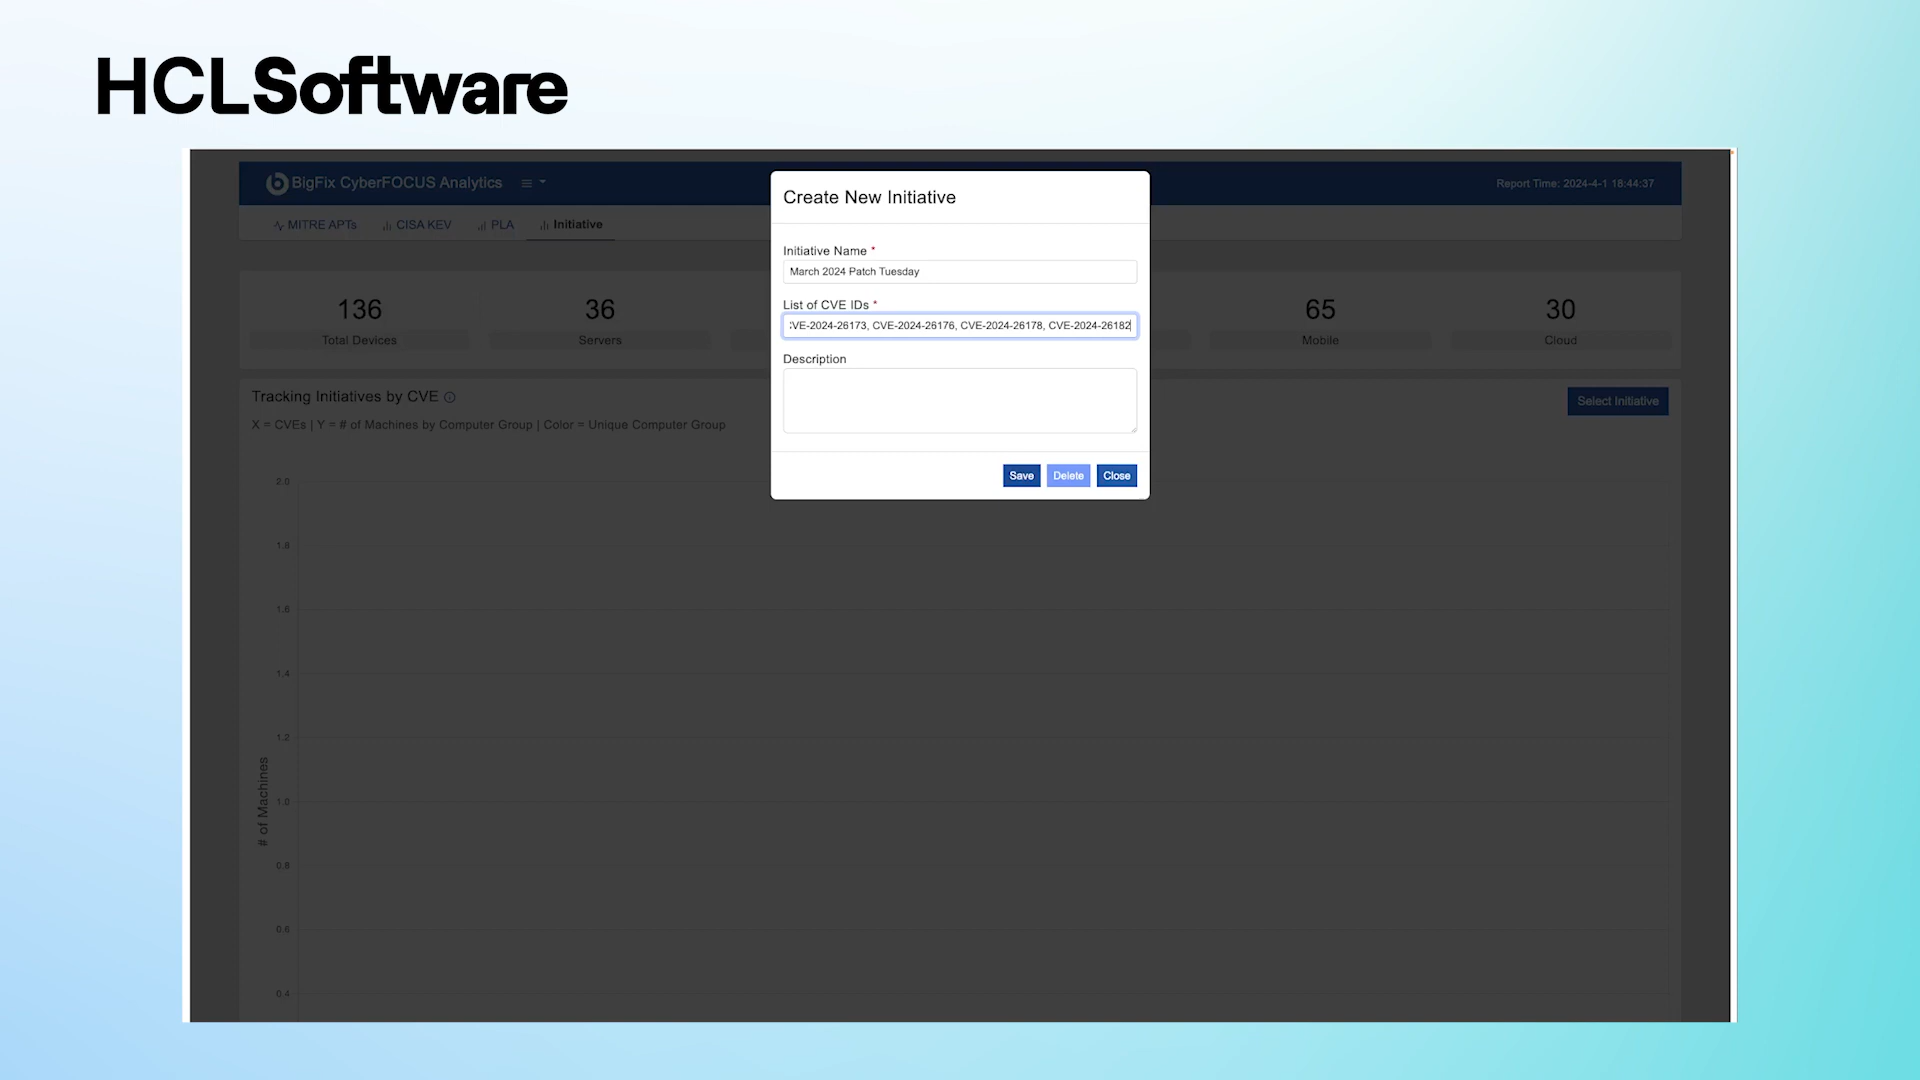 HCLSoftware
BigFix CyberFOCUS Analytics
Report Time: 2024-4-1 18:44:37
MITRE APTs CISA KEV PLA Initiative
Create New Initiative
Initiative Name *
March 2024 Patch Tuesday
List of CVE IDs *
VE-2024-26173, CVE-2024-26176, CVE-2024-26178, CVE-2024-26182
Description
Save Delete Close
136 36 65 30
Total Devices Servers Mobile Cloud
Tracking Initiatives by CVE
Select Initiative
X = CVEs | Y = # of Machines by Computer Group | Color = Unique Computer Group
# of Machines
2.0
1.8
1.6
1.4
1.2
1.0
0.8
0.6
0.4